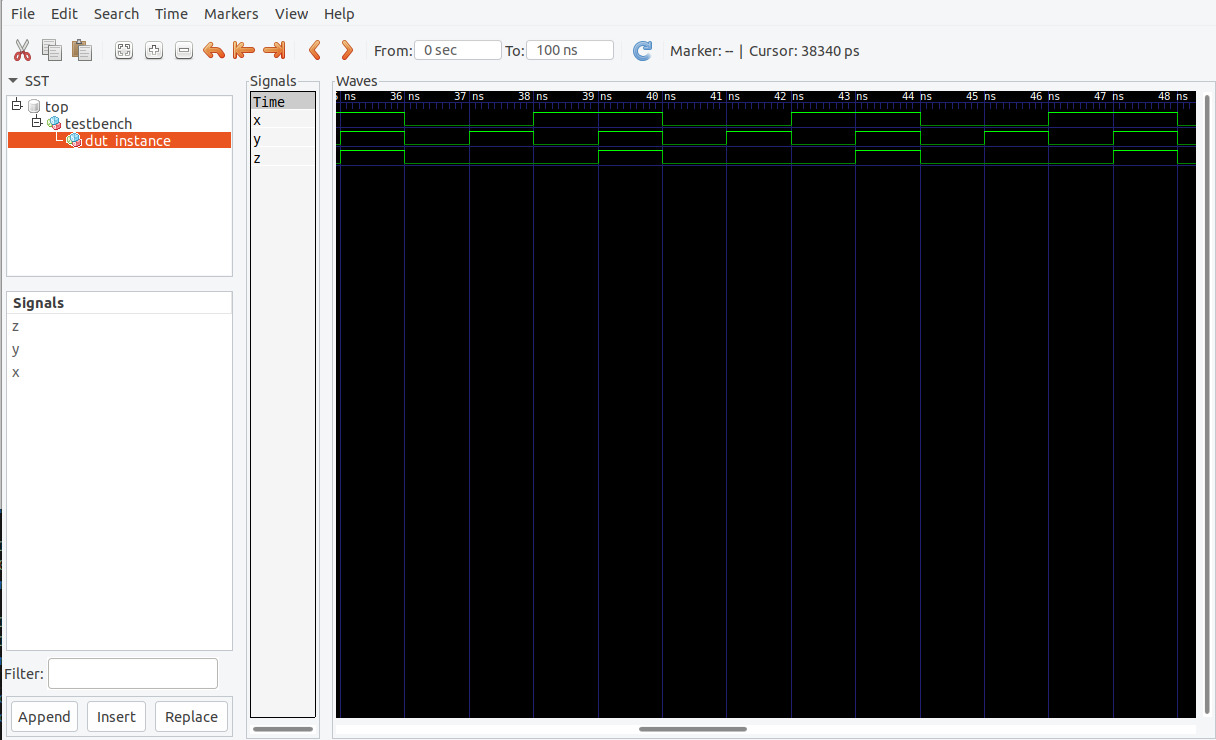 File Edit Search Time Markers View Help
From: 0 sec To: 100 ns Marker: -- | Cursor: 38340 ps
SST
top
testbench
dut_instance
Signals
z
y
x
Filter:
Append Insert Replace
Signals
Time
x
y
z
Waves
ns 36 ns 37 ns 38 ns 39 ns 40 ns 41 ns 42 ns 43 ns 44 ns 45 ns 46 ns 47 ns 48 ns